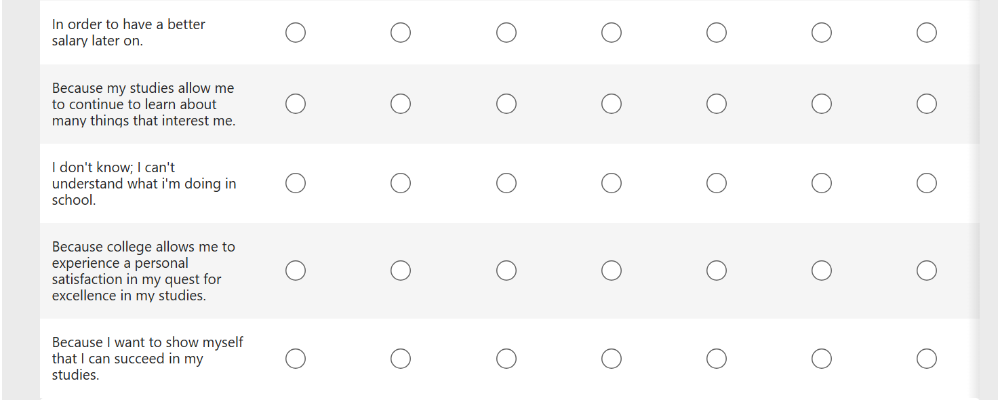 In order to have a better
salary later on.
Because my studies allow me
to continue to learn about
many things that interest me.
I don't know; I can't
understand what i'm doing in
school.
Because college allows me to
experience a personal
satisfaction in my quest for
excellence in my studies.
Because I want to show myself
that I can succeed in my
studies.